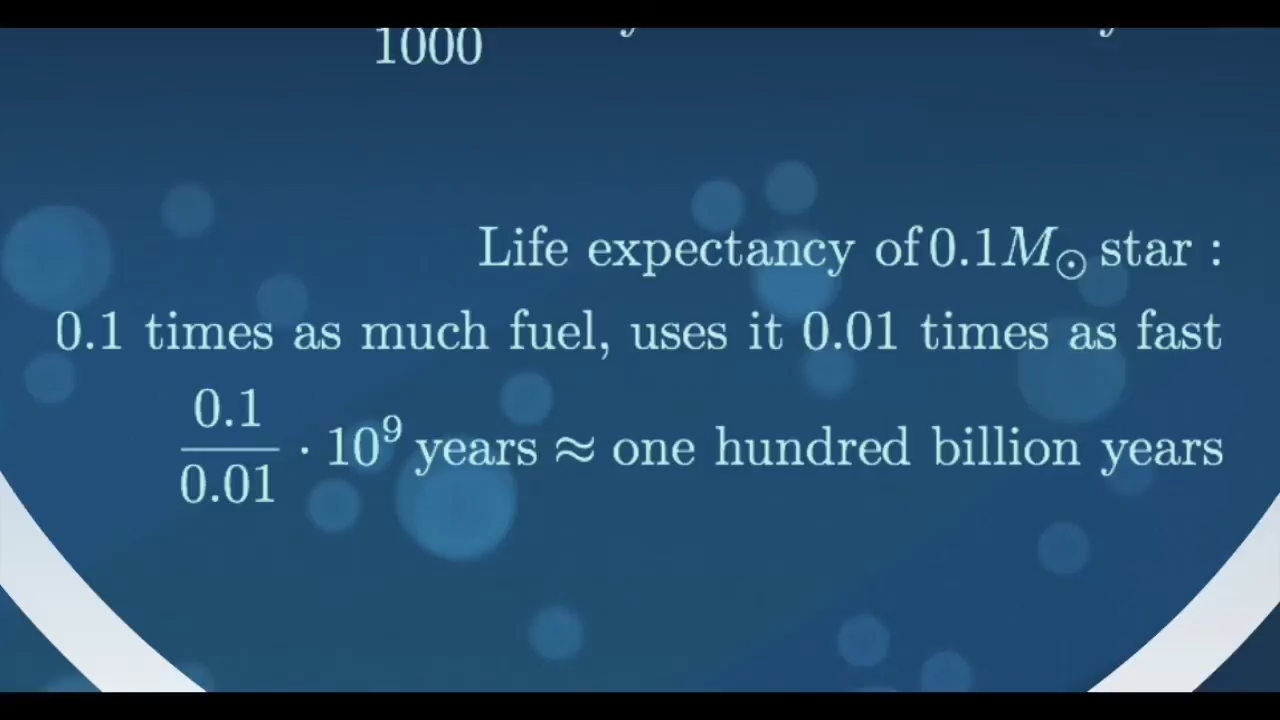 1000
Life expectancy of 0.1M☉ star :
0.1 times as much fuel, uses it 0.01 times as fast
0.1/0.01 · 10⁹ years ≈ one hundred billion years